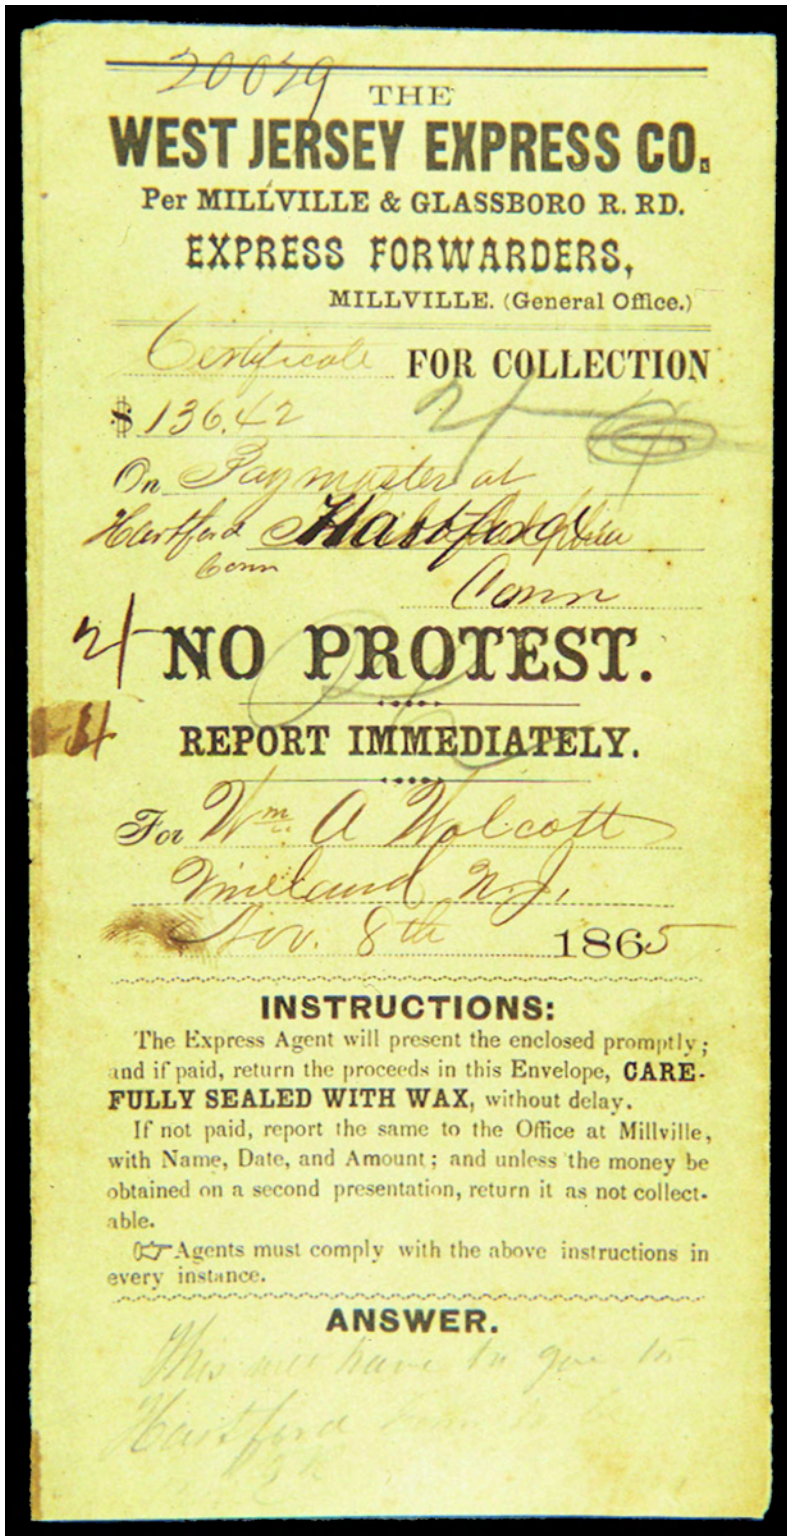 20029
THE
WEST JERSEY EXPRESS CO.
Per MILLVILLE & GLASSBORO R. RD.
EXPRESS FORWARDERS,
MILLVILLE. (General Office.)
Certificate FOR COLLECTION
$ 136.42
On Paymaster at
Hartford Hartford
Conn
Conn
NO PROTEST.
REPORT IMMEDIATELY.
For Wm. A Wolcott
Vineland N.J.
Nov. 8th 1865
INSTRUCTIONS:
The Express Agent will present the enclosed promptly;
and if paid, return the proceeds in this Envelope, CARE-
FULLY SEALED WITH WAX, without delay.
If not paid, report the same to the Office at Millville,
with Name, Date, and Amount; and unless the money be
obtained on a second presentation, return it as not collect-
able.
☞Agents must comply with the above instructions in
every instance.
ANSWER.
This will have to go to
Hartford